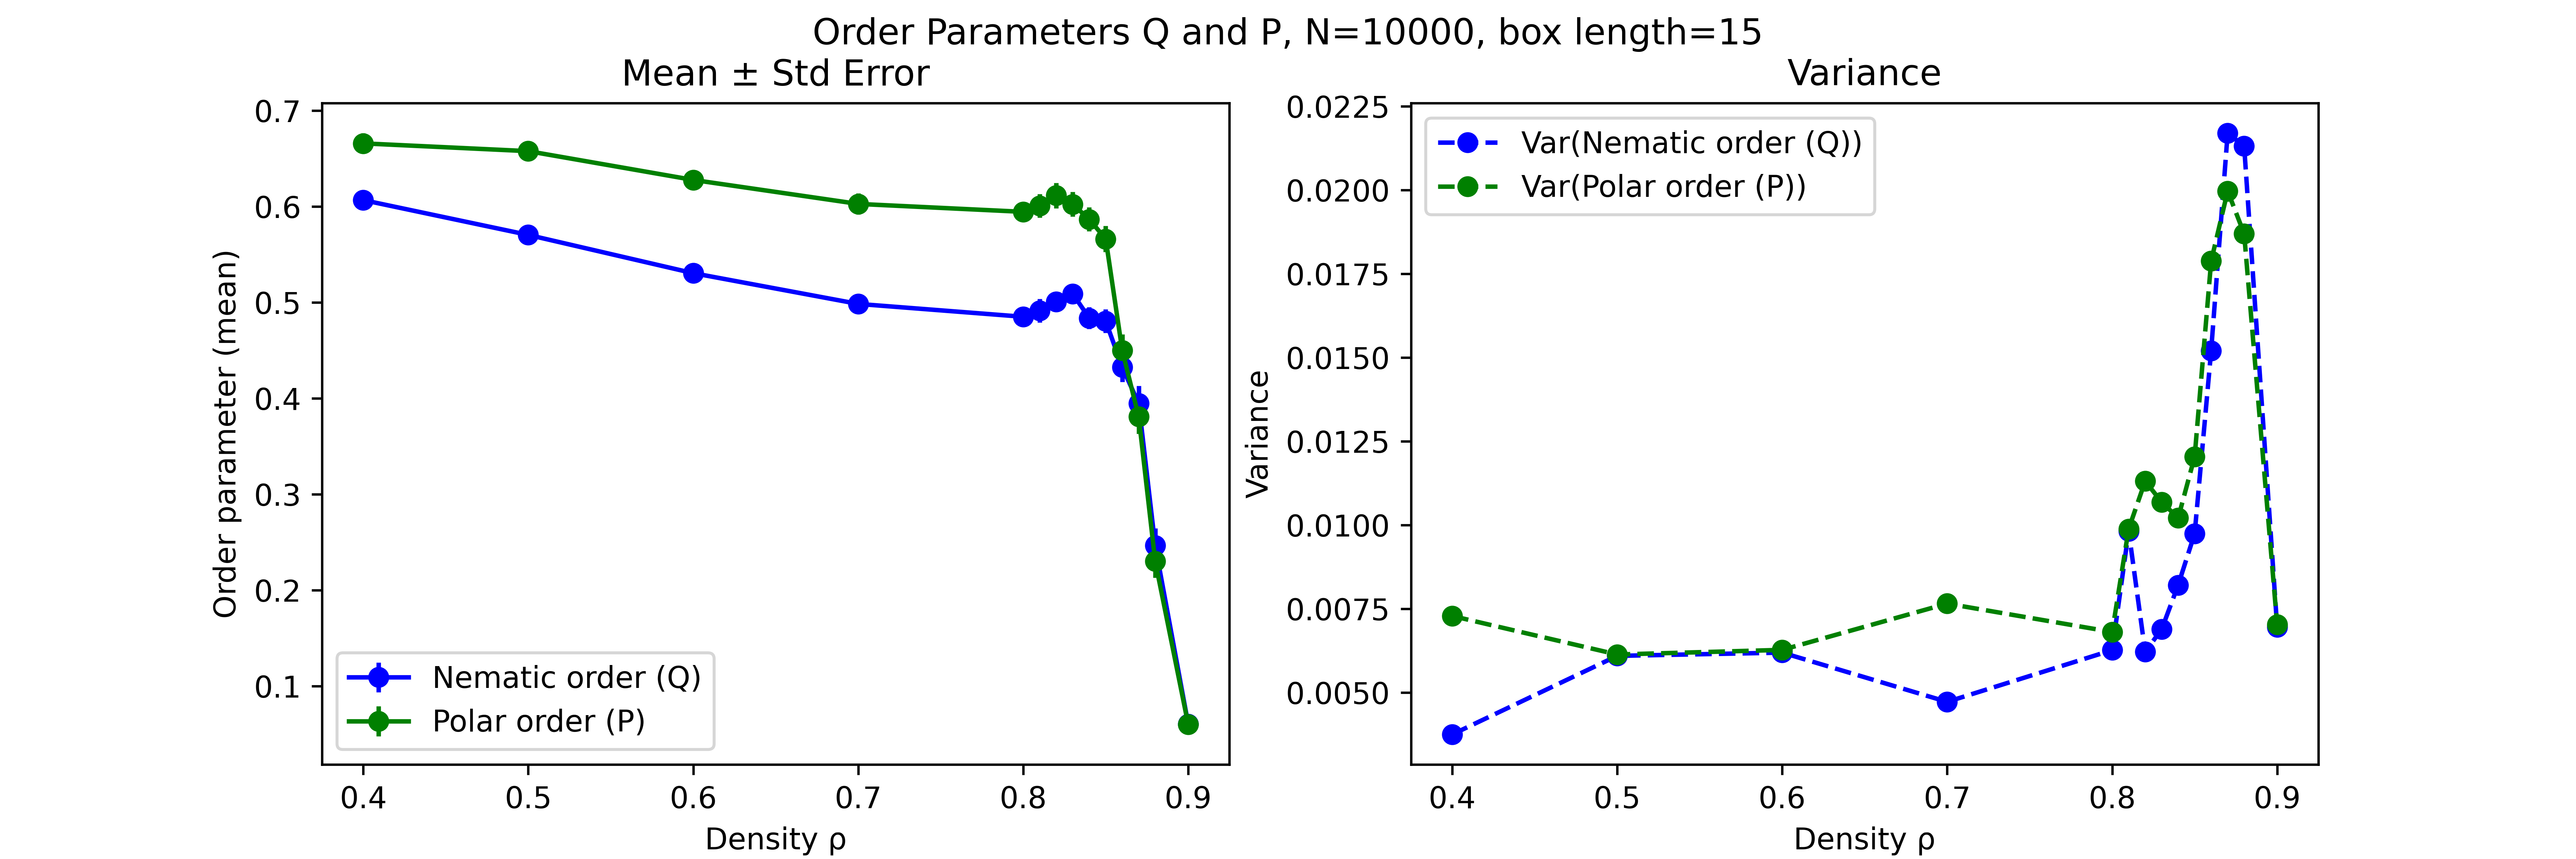 Order Parameters Q and P, N=10000, box length=15
Mean ± Std Error
0.7
0.6
0.5
0.4
0.3
0.2
0.1
Order parameter (mean)
Nematic order (Q)
Polar order (P)
0.4 0.5 0.6 0.7 0.8 0.9
Density ρ
Variance
0.0225
0.0200
0.0175
0.0150
0.0125
0.0100
0.0075
0.0050
Variance
Var(Nematic order (Q))
Var(Polar order (P))
0.4 0.5 0.6 0.7 0.8 0.9
Density ρ